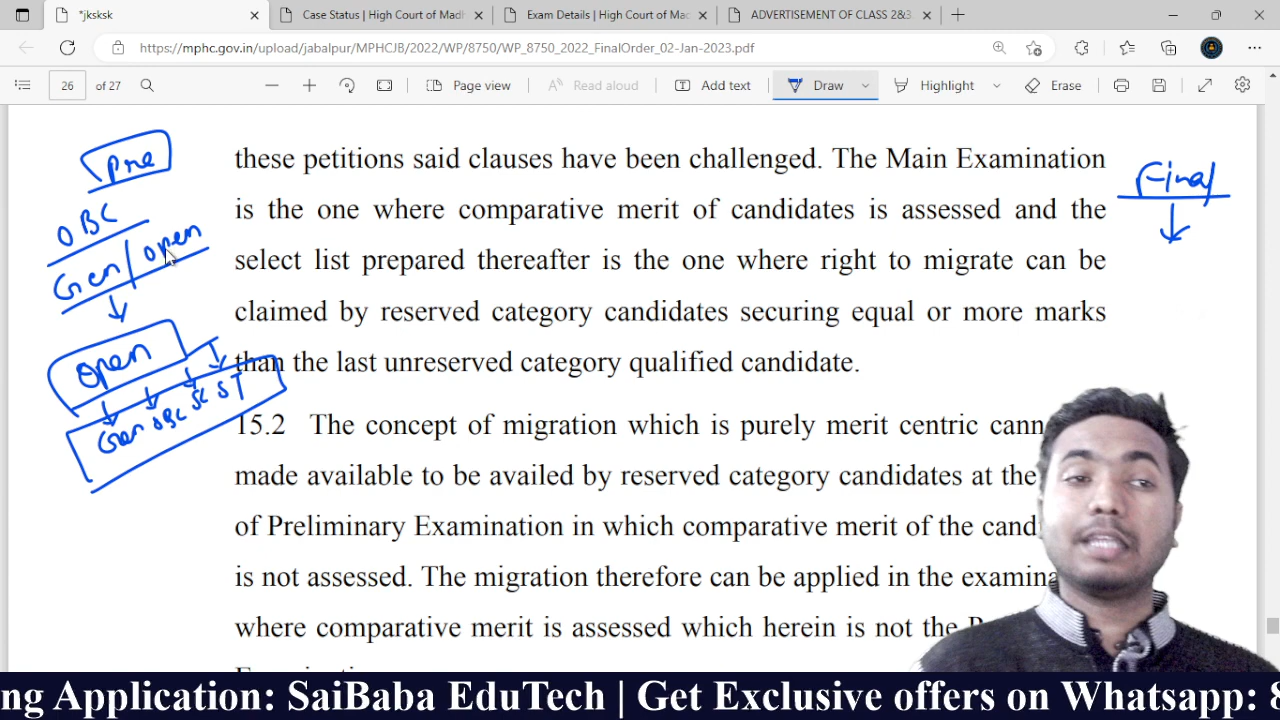 *jksksk
Case Status | High Court of Madh
Exam Details | High Court of Mad
ADVERTISEMENT OF CLASS 2&3
https://mphc.gov.in/upload/jabalpur/MPHCJB/2022/WP/8750/WP_8750_2022_FinalOrder_02-Jan-2023.pdf
26 of 27
Page view
Read aloud
Add text
Draw
Highlight
Erase
Pre
OBC
Gen/open
open
Gen OBC SC ST
Final
these petitions said clauses have been challenged. The Main Examination
is the one where comparative merit of candidates is assessed and the
select list prepared thereafter is the one where right to migrate can be
claimed by reserved category candidates securing equal or more marks
than the last unreserved category qualified candidate.
15.2 The concept of migration which is purely merit centric cann
made available to be availed by reserved category candidates at the
of Preliminary Examination in which comparative merit of the cand
is not assessed. The migration therefore can be applied in the examina
where comparative merit is assessed which herein is not the
ng Application: SaiBaba EduTech | Get Exclusive offers on Whatsapp: 8